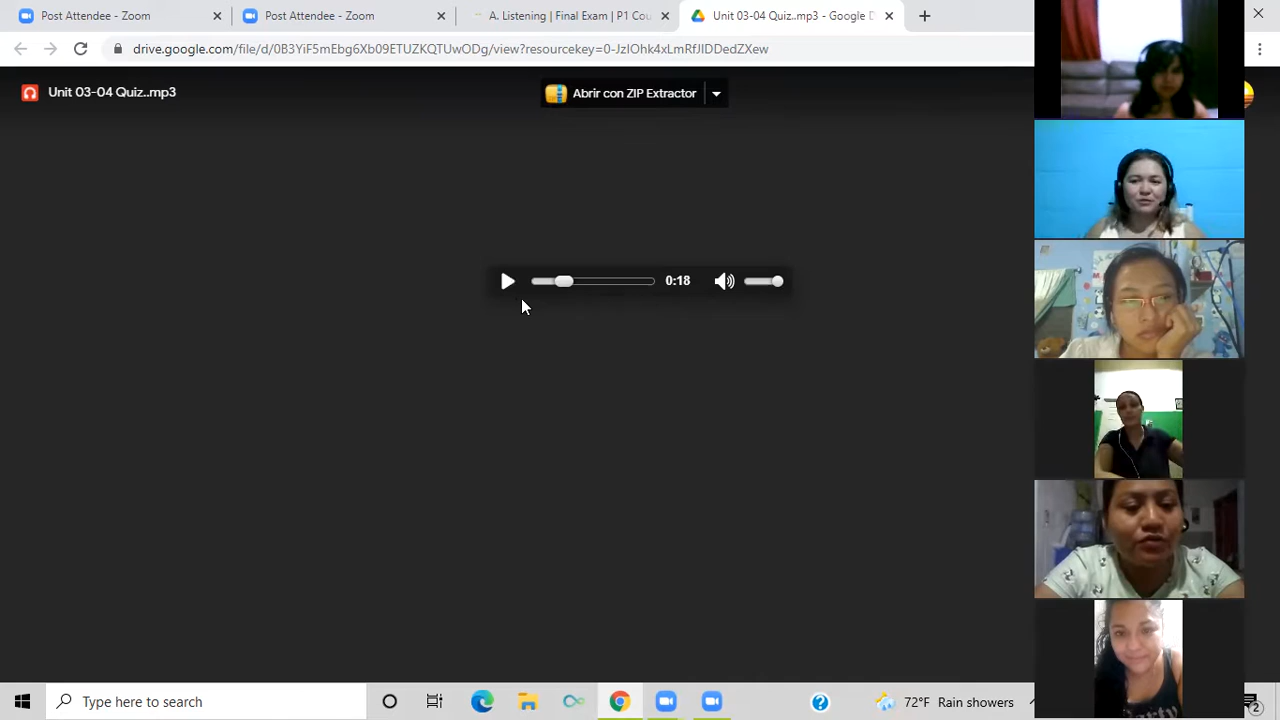 Post Attendee - Zoom
Post Attendee - Zoom
A. Listening | Final Exam | P1 Cou
Unit 03-04 Quiz..mp3 - Google D
drive.google.com/file/d/0B3YiF5mEbg6Xb09ETUZKQTUwODg/view?resourcekey=0-JzIOhk4xLmRfJIDDedZXew
Unit 03-04 Quiz..mp3
Abrir con ZIP Extractor
0:18
Type here to search
72°F Rain showers
2